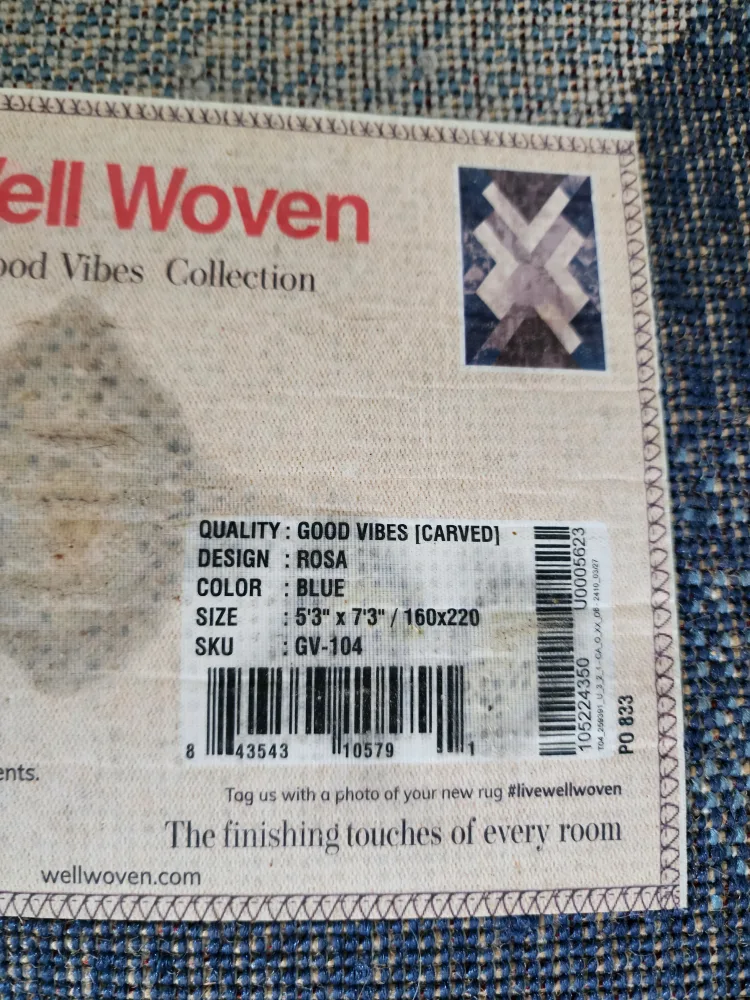 ell Woven
ood Vibes Collection
QUALITY : GOOD VIBES [CARVED]
DESIGN : ROSA
COLOR : BLUE
SIZE : 5'3" x 7'3" / 160x220
SKU : GV-104
8 43543 10579 1
U0005623
105224350
PO 833
ents.
Tag us with a photo of your new rug #livewellwoven
The finishing touches of every room
wellwoven.com